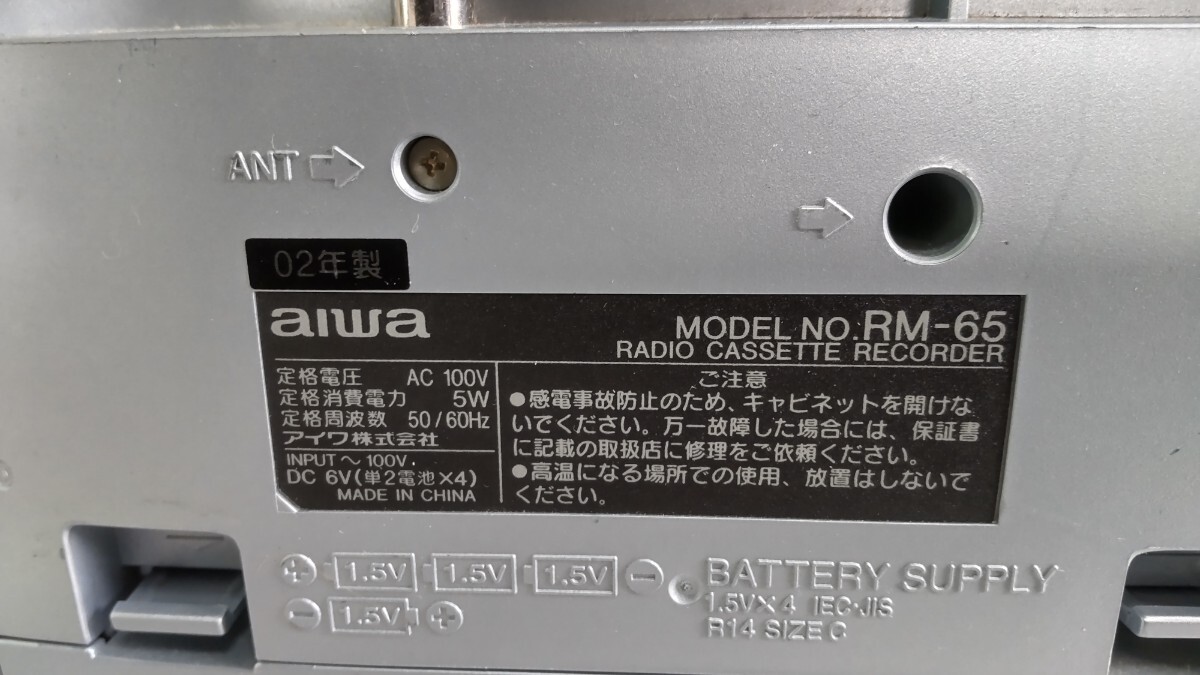 ANT
02年製
aiwa
MODEL NO.RM-65
RADIO CASSETTE RECORDER
定格電圧 AC 100V
定格消費電力 5W
定格周波数 50/60Hz
アイワ株式会社
INPUT ～ 100V.
DC 6V(単2電池×4)
MADE IN CHINA
ご注意
●感電事故防止のため、キャビネットを開けな
いでください。万一故障した場合には、保証書
に記載の取扱店に修理をご依頼ください。
●高温になる場所での使用、放置はしないで
ください。
⊕ 1.5V 1.5V 1.5V ⊖
⊖ 1.5V ⊕
BATTERY SUPPLY
1.5V×4 IEC·JIS
R14 SIZE C